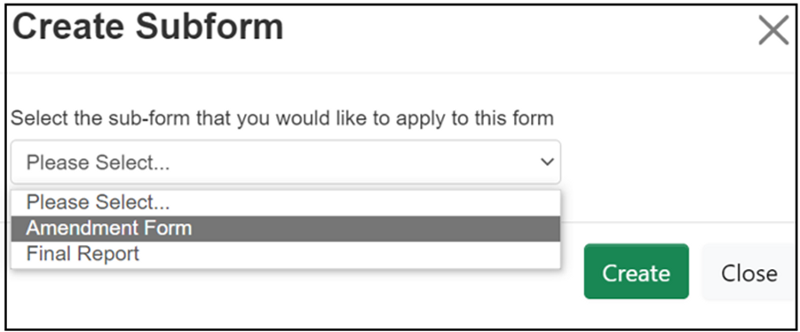 Create Subform
Select the sub-form that you would like to apply to this form
Please Select...
Please Select...
Amendment Form
Final Report
Create
Close